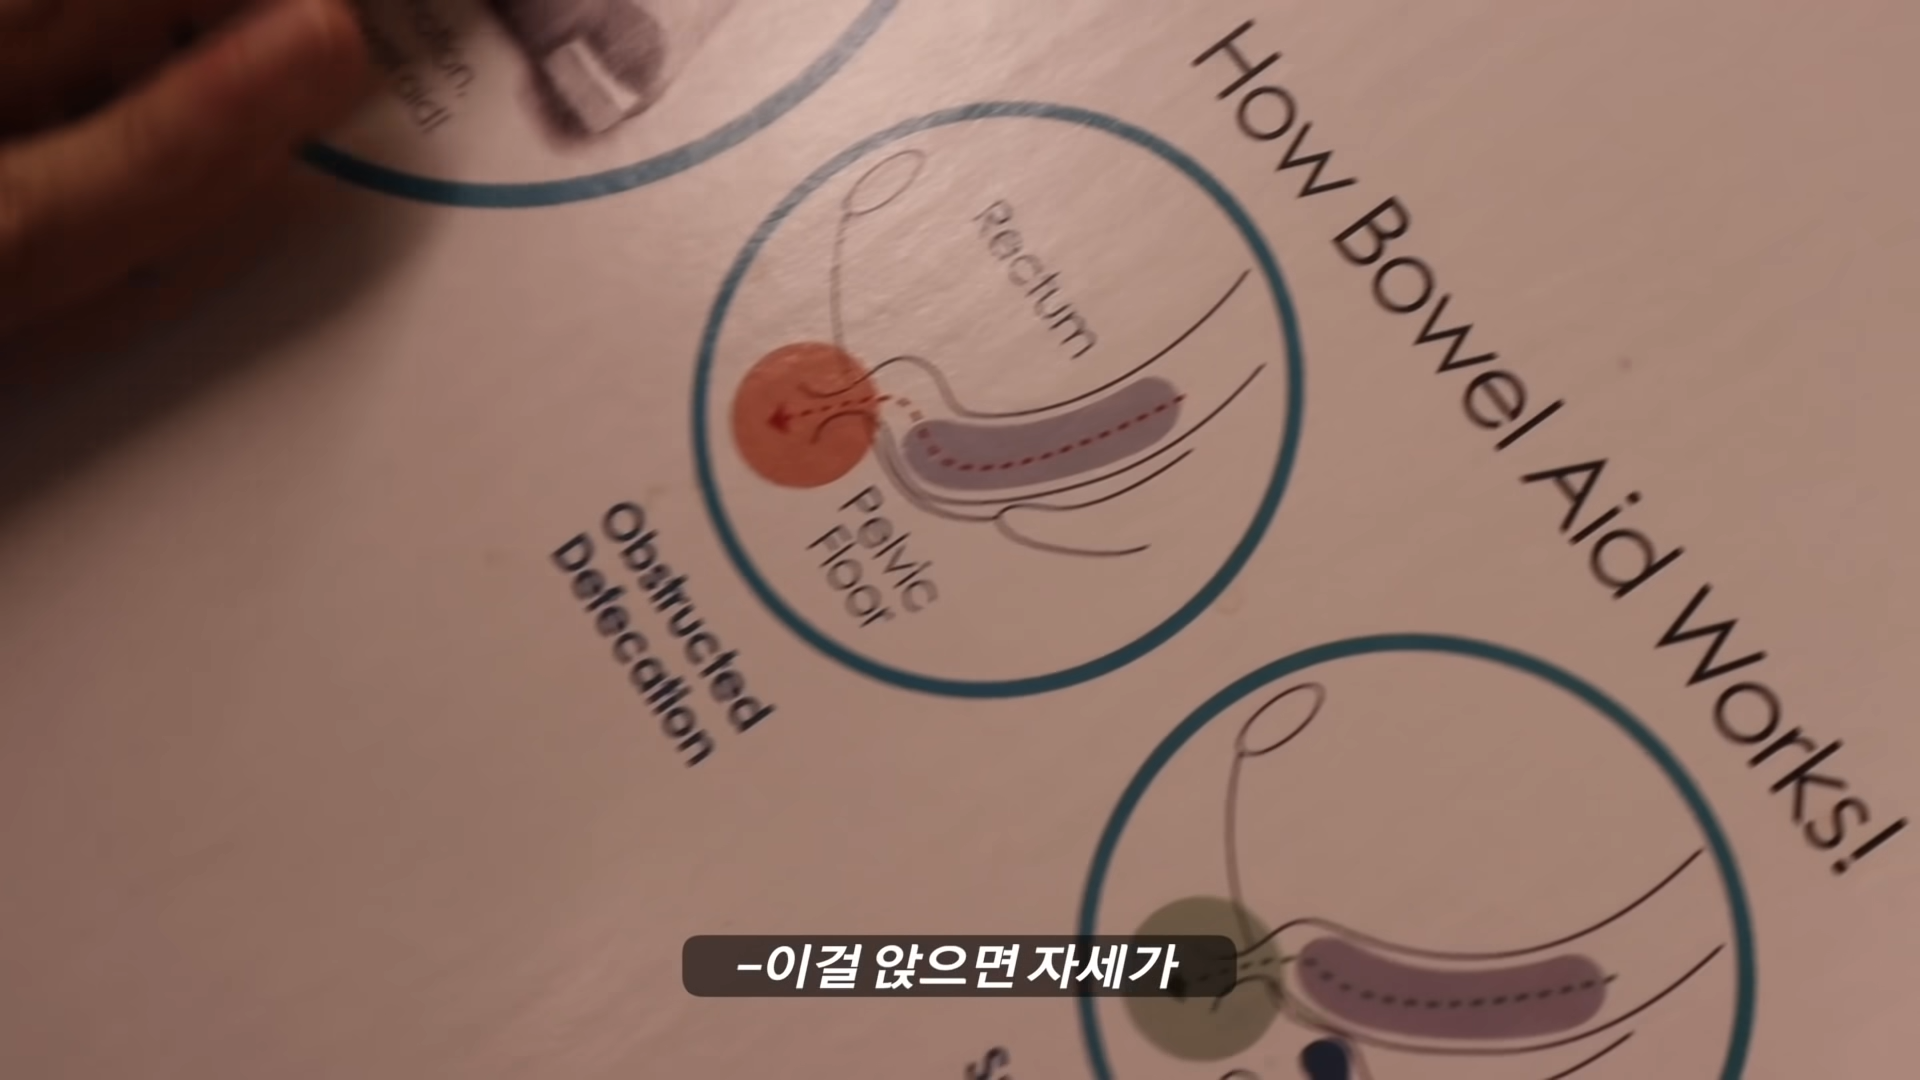 How Bowel Aid Works!
Rectum
Pelvic
Floor
Obstructed
Defecation
-이걸 앉으면 자세가